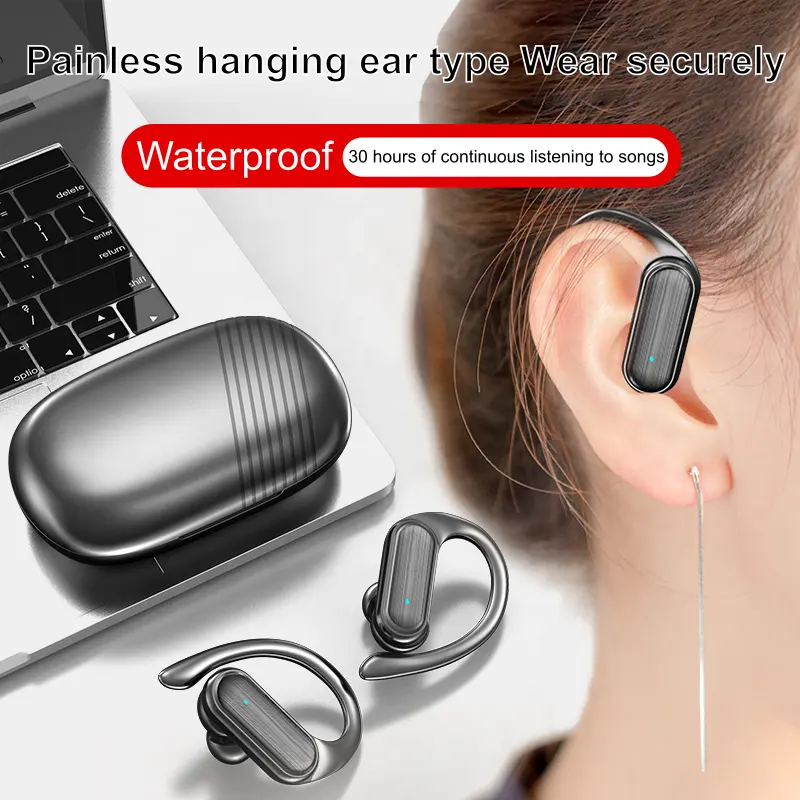 Painless hanging ear type Wear securely
Waterproof 30 hours of continuous listening to songs
delete
{ [ } ] | \
enter
return
shift
? /
option